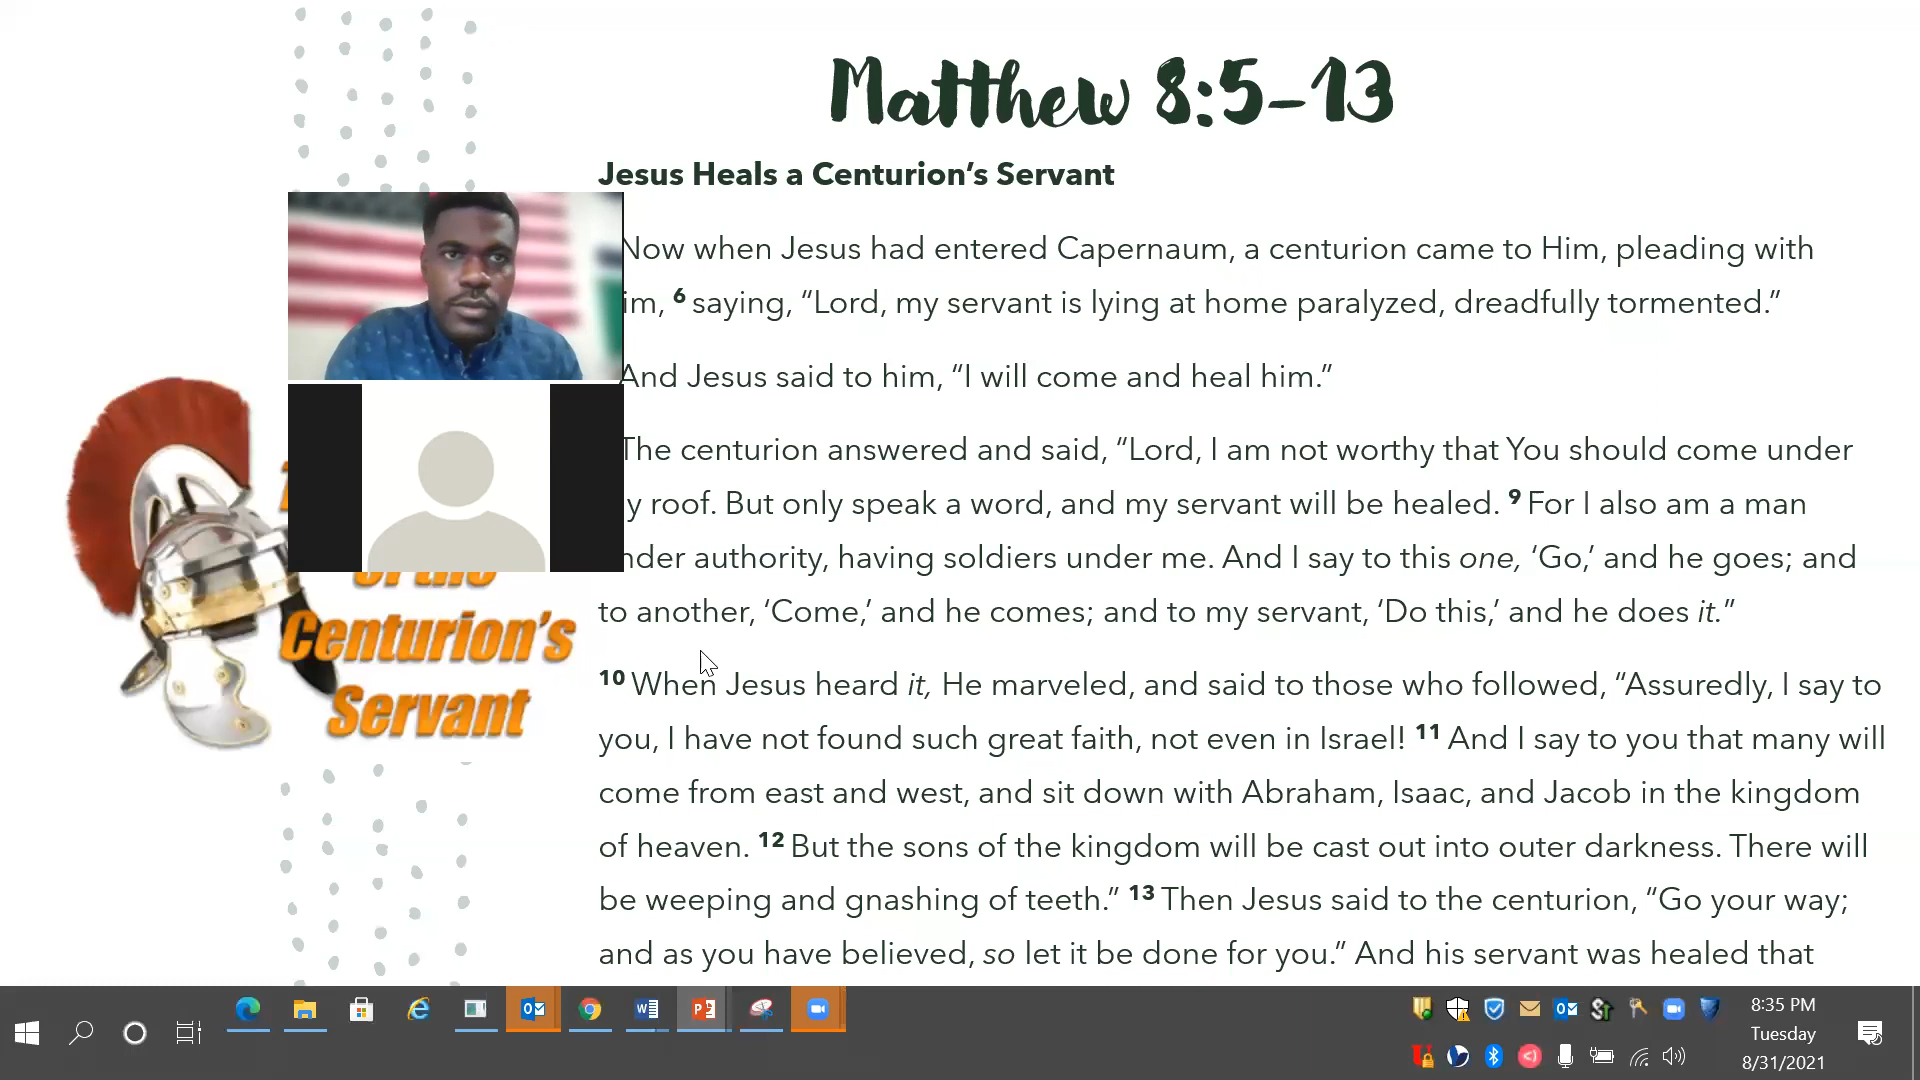 Matthew 8:5-13
Jesus Heals a Centurion’s Servant
Now when Jesus had entered Capernaum, a centurion came to Him, pleading with
im, 6 saying, “Lord, my servant is lying at home paralyzed, dreadfully tormented.”
And Jesus said to him, “I will come and heal him.”
The centurion answered and said, “Lord, I am not worthy that You should come under
y roof. But only speak a word, and my servant will be healed. 9 For I also am a man
nder authority, having soldiers under me. And I say to this one, ‘Go,’ and he goes; and
to another, ‘Come,’ and he comes; and to my servant, ‘Do this,’ and he does it.”
10 When Jesus heard it, He marveled, and said to those who followed, “Assuredly, I say to
you, I have not found such great faith, not even in Israel! 11 And I say to you that many will
come from east and west, and sit down with Abraham, Isaac, and Jacob in the kingdom
of heaven. 12 But the sons of the kingdom will be cast out into outer darkness. There will
be weeping and gnashing of teeth.” 13 Then Jesus said to the centurion, “Go your way;
and as you have believed, so let it be done for you.” And his servant was healed that
of the
Centurion’s
Servant
8:35 PM
Tuesday
8/31/2021